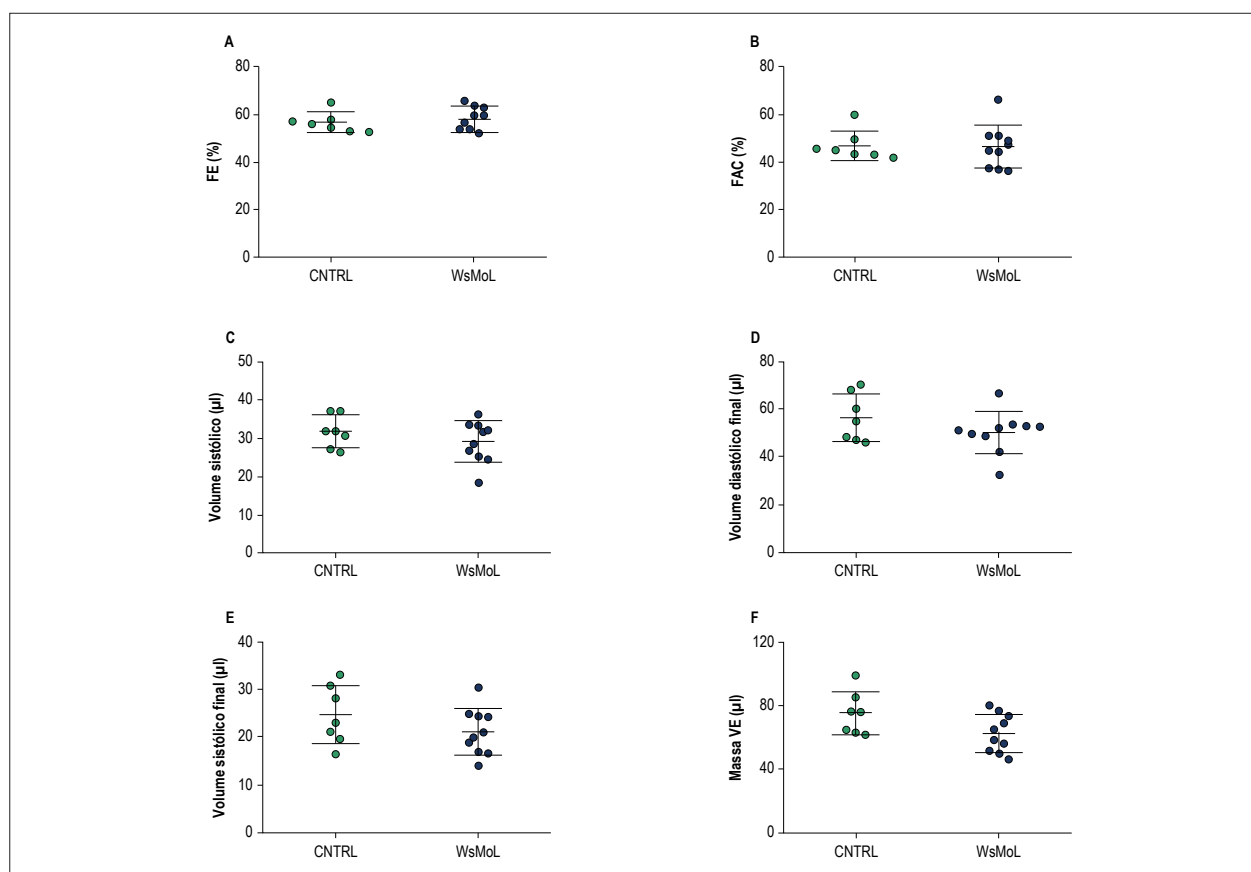 A
80
60
40
20
0
FE (%)
CNTRL
WsMoL
B
80
60
40
20
0
FAC (%)
CNTRL
WsMoL
C
50
40
30
20
10
0
Volume sistólico (µl)
CNTRL
WsMoL
D
80
60
40
20
0
Volume diastólico final (µl)
CNTRL
WsMoL
E
40
30
20
10
0
Volume sistólico final (µl)
CNTRL
WsMoL
F
120
80
40
0
Massa VE (µl)
CNTRL
WsMoL